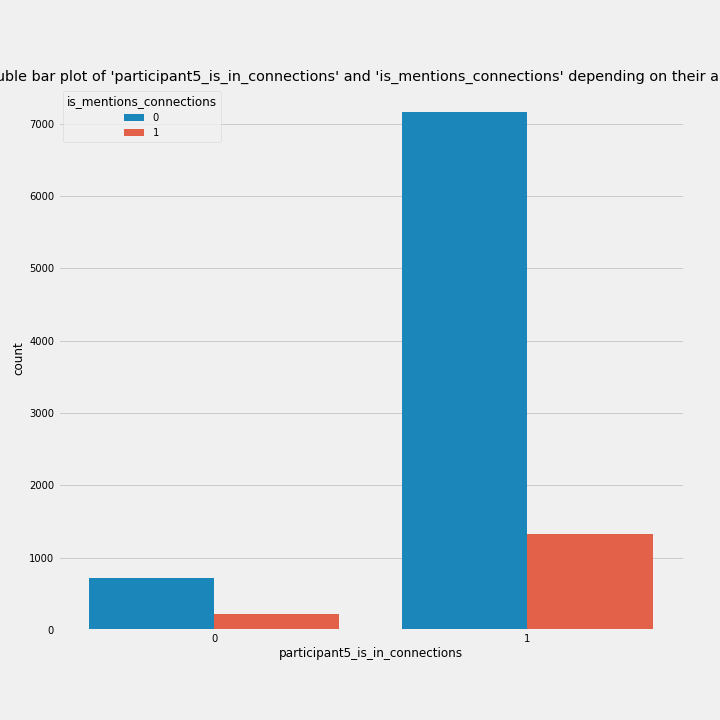 uble bar plot of 'participant5_is_in_connections' and 'is_mentions_connections' depending on their a
is_mentions_connections
0
1
7000
6000
5000
4000
3000
2000
1000
0
count
0 1
participant5_is_in_connections